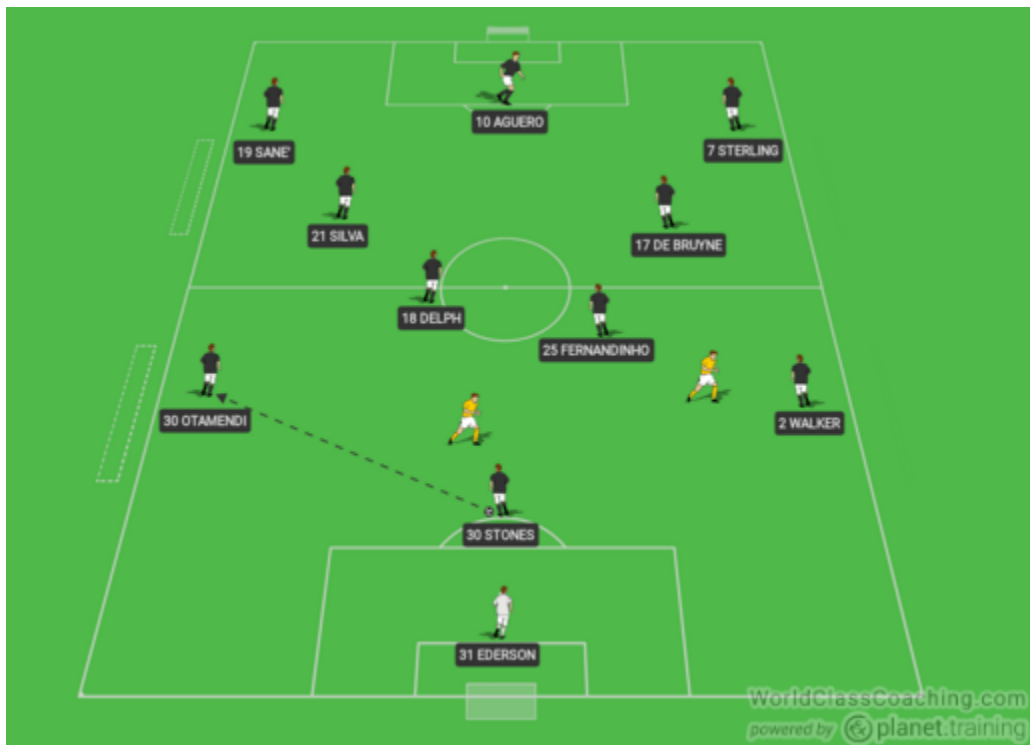 10 AGUERO
19 SANE'
7 STERLING
21 SILVA
17 DE BRUYNE
18 DELPH
25 FERNANDINHO
30 OTAMENDI
2 WALKER
30 STONES
31 EDERSON
WorldClassCoaching.com
powered by planet.training